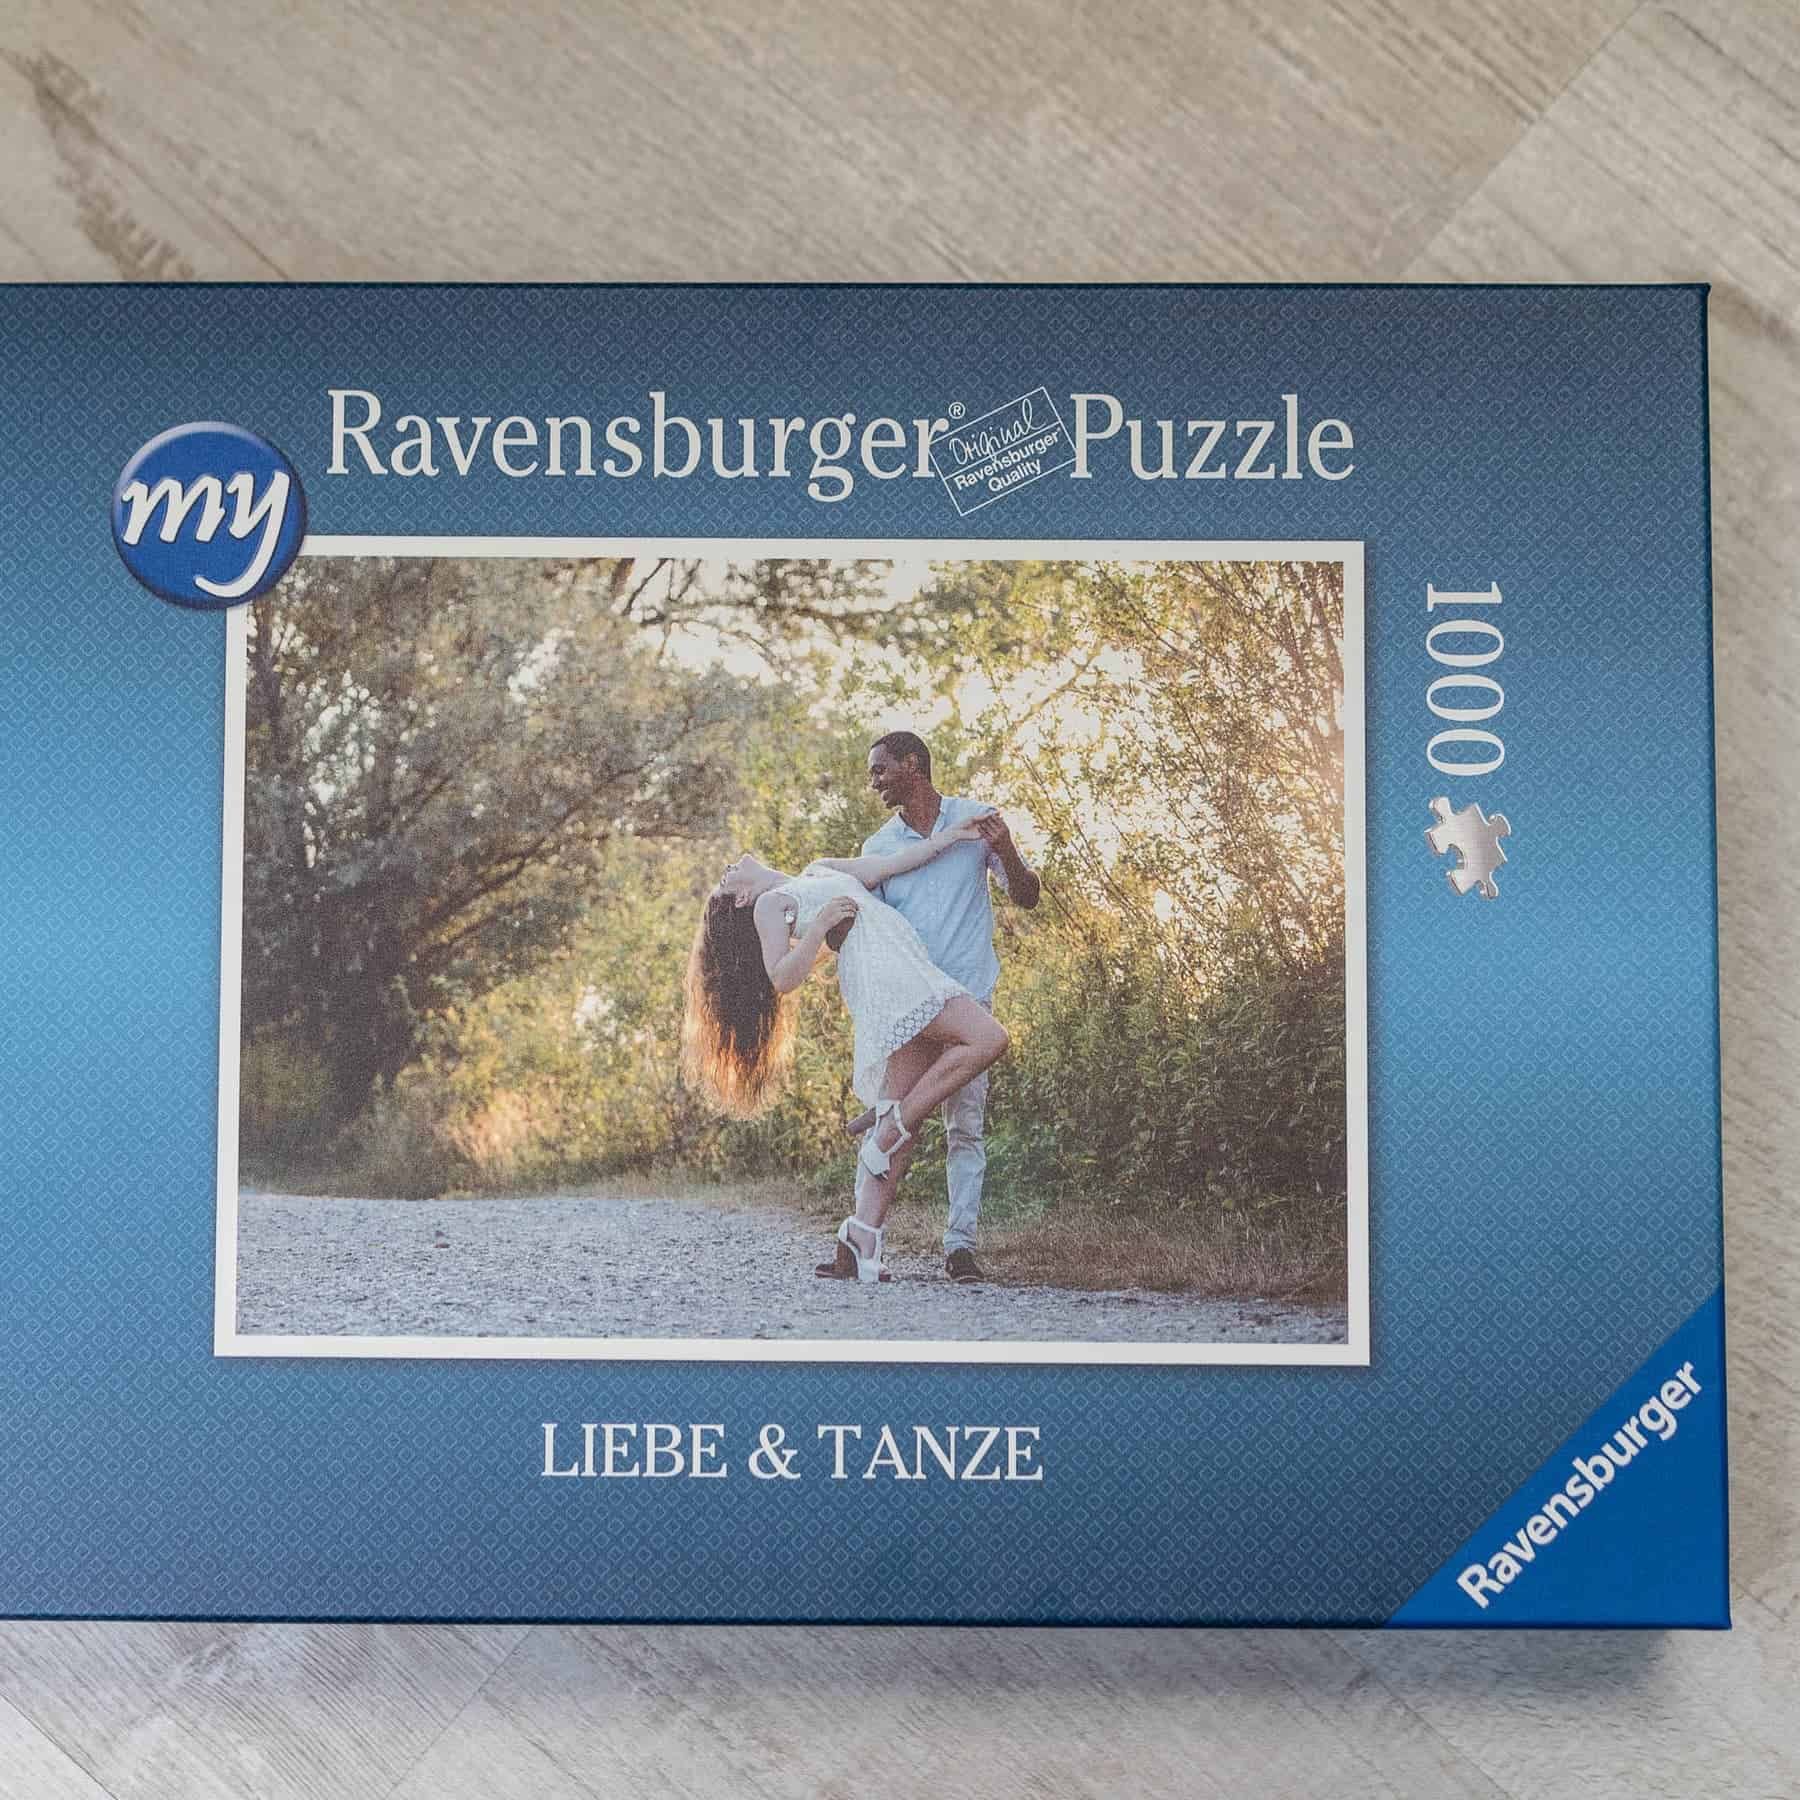 my
Ravensburger® Puzzle
Original
Ravensburger
Quality
1000
LIEBE & TANZE
Ravensburger